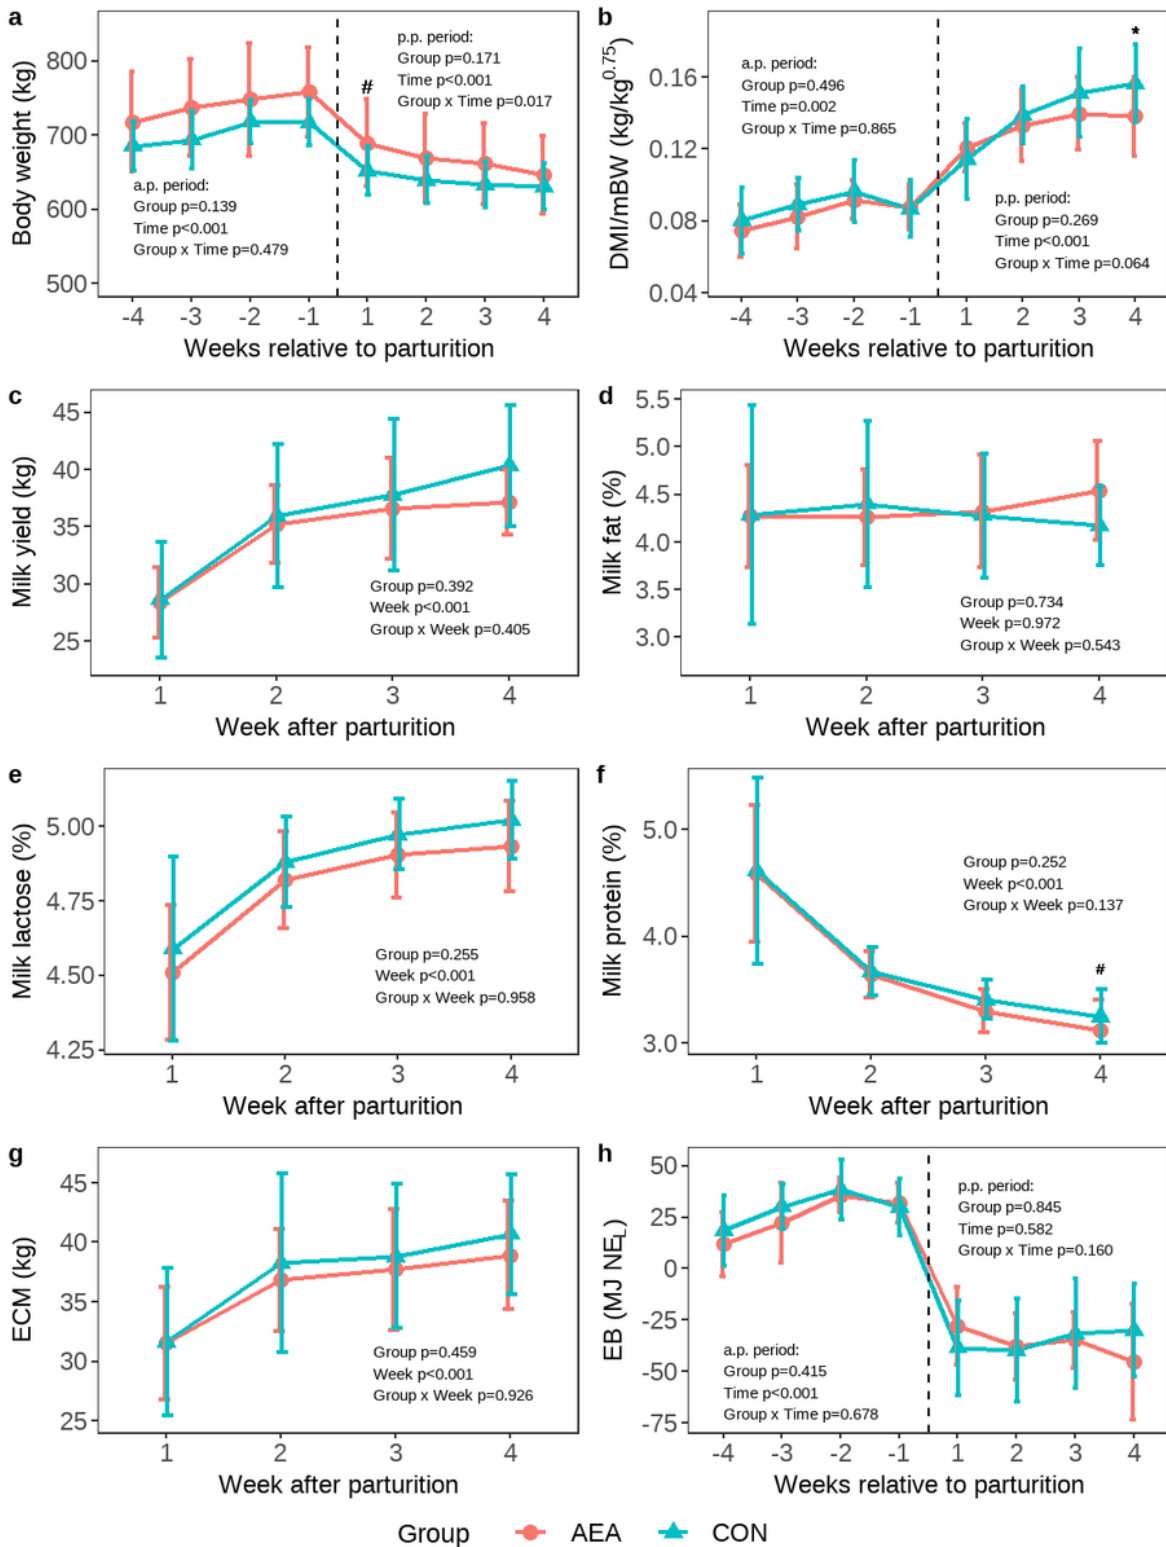 a
Body weight (kg)
800
700
600
500
p.p. period:
Group p=0.171
Time p<0.001
Group x Time p=0.017
#
a.p. period:
Group p=0.139
Time p<0.001
Group x Time p=0.479
-4 -3 -2 -1 1 2 3 4
Weeks relative to parturition
b
DMI/mBW (kg/kg^0.75)
0.16
0.12
0.08
0.04
a.p. period:
Group p=0.496
Time p=0.002
Group x Time p=0.865
*
p.p. period:
Group p=0.269
Time p<0.001
Group x Time p=0.064
-4 -3 -2 -1 1 2 3 4
Weeks relative to parturition
c
Milk yield (kg)
45
40
35
30
25
Group p=0.392
Week p<0.001
Group x Week p=0.405
1 2 3 4
Week after parturition
d
Milk fat (%)
5.5
5.0
4.5
4.0
3.5
3.0
Group p=0.734
Week p=0.972
Group x Week p=0.543
1 2 3 4
Week after parturition
e
Milk lactose (%)
5.00
4.75
4.50
4.25
Group p=0.255
Week p<0.001
Group x Week p=0.958
1 2 3 4
Week after parturition
f
Milk protein (%)
5.0
4.0
3.0
Group p=0.252
Week p<0.001
Group x Week p=0.137
#
1 2 3 4
Week after parturition
g
ECM (kg)
45
40
35
30
25
Group p=0.459
Week p<0.001
Group x Week p=0.926
1 2 3 4
Week after parturition
h
EB (MJ NEL)
50
25
0
-25
-50
-75
p.p. period:
Group p=0.845
Time p=0.582
Group x Time p=0.160
a.p. period:
Group p=0.415
Time p<0.001
Group x Time p=0.678
-4 -3 -2 -1 1 2 3 4
Weeks relative to parturition
Group AEA CON